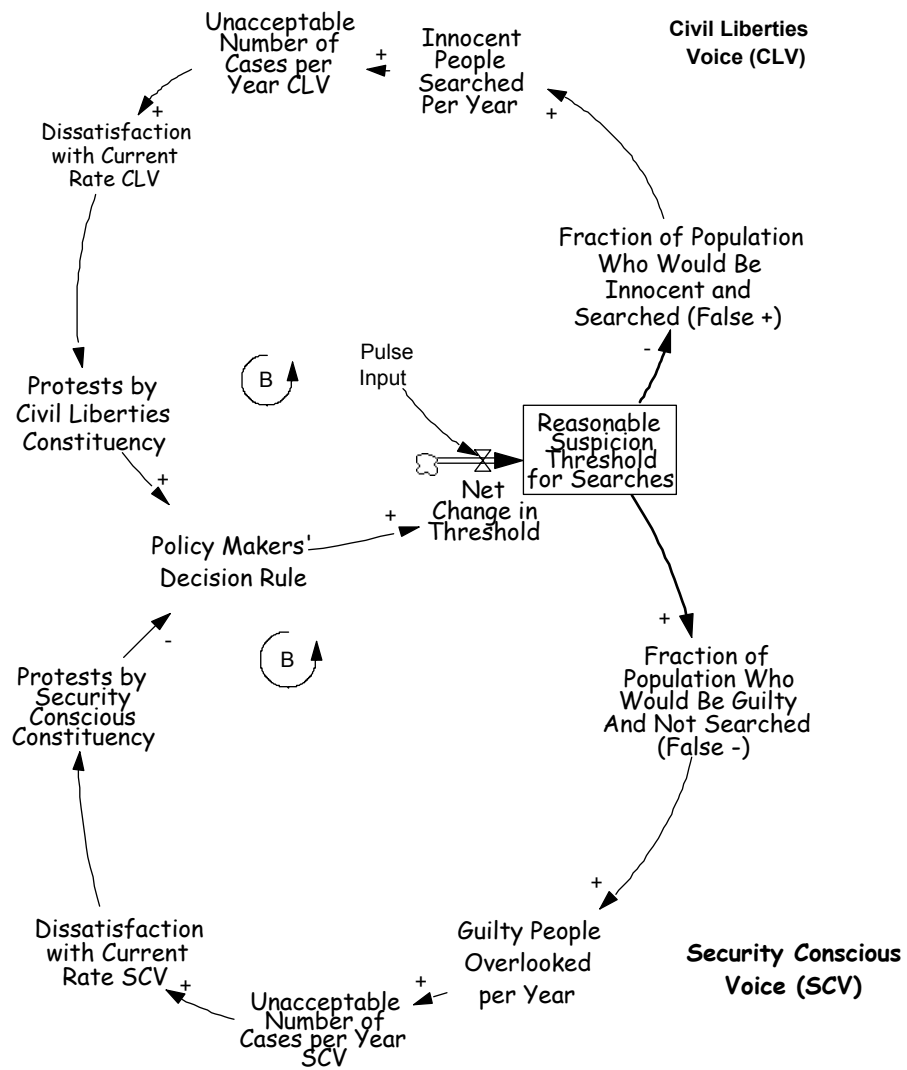 Civil Liberties
Voice (CLV)
Unacceptable
Number of
Cases per
Year CLV
+
Innocent
People
Searched
Per Year
+
+
Dissatisfaction
with Current
Rate CLV
Fraction of Population
Who Would Be
Innocent and
Searched (False +)
-
Pulse
Input
B
Protests by
Civil Liberties
Constituency
+
Reasonable
Suspicion
Threshold
for Searches
Net
Change in
Threshold
+
Policy Makers'
Decision Rule
-
B
+
Protests by
Security
Conscious
Constituency
Fraction of
Population Who
Would Be Guilty
And Not Searched
(False -)
+
Guilty People
Overlooked
per Year
Dissatisfaction
with Current
Rate SCV
+
+
Unacceptable
Number of
Cases per Year
SCV
Security Conscious
Voice (SCV)